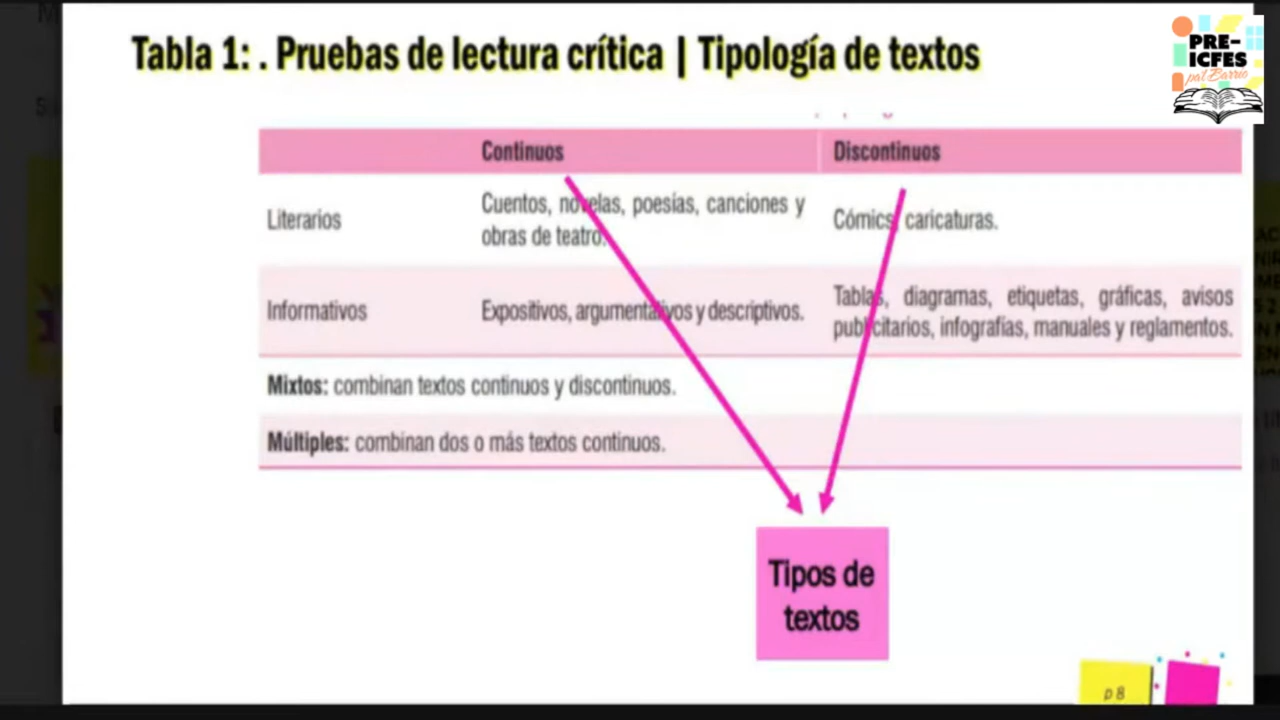 Tabla 1: . Pruebas de lectura crítica | Tipología de textos
PRE-
ICFES
pal' Barrio
Continuos Discontinuos
Literarios
Cuentos, novelas, poesías, canciones y
obras de teatro.
Cómics, caricaturas.
Informativos
Expositivos, argumentativos y descriptivos.
Tablas, diagramas, etiquetas, gráficas, avisos
publicitarios, infografías, manuales y reglamentos.
Mixtos: combinan textos continuos y discontinuos.
Múltiples: combinan dos o más textos continuos.
Tipos de
textos
p 8